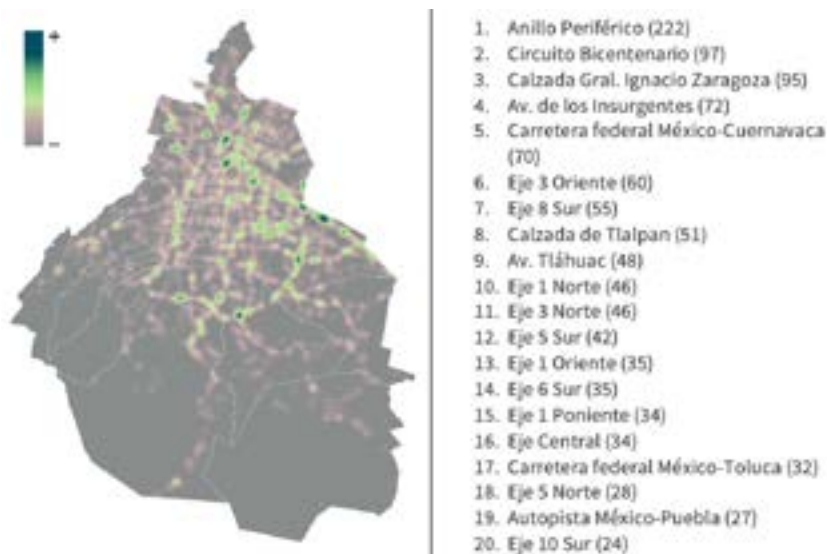 +
-
1. Anillo Periférico (222)
2. Circuito Bicentenario (97)
3. Calzada Gral. Ignacio Zaragoza (95)
4. Av. de los Insurgentes (72)
5. Carretera federal México-Cuernavaca
(70)
6. Eje 3 Oriente (60)
7. Eje 8 Sur (55)
8. Calzada de Tlalpan (51)
9. Av. Tláhuac (48)
10. Eje 1 Norte (46)
11. Eje 3 Norte (46)
12. Eje 5 Sur (42)
13. Eje 1 Oriente (35)
14. Eje 6 Sur (35)
15. Eje 1 Poniente (34)
16. Eje Central (34)
17. Carretera federal México-Toluca (32)
18. Eje 5 Norte (28)
19. Autopista México-Puebla (27)
20. Eje 10 Sur (24)